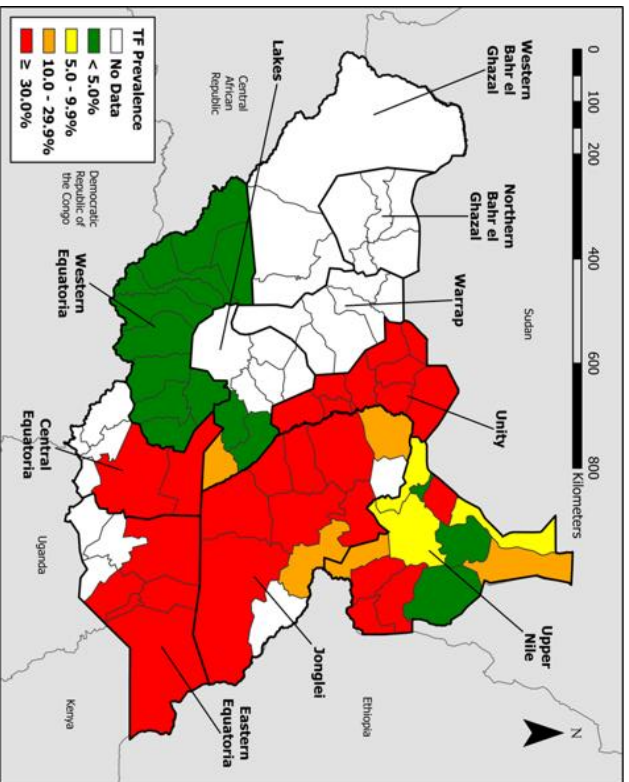 0
100
200
400
600
800
Kilometers
N
Western
Bahr el
Ghazal
Northern
Bahr el
Ghazal
Warrap
Sudan
Unity
Upper
Nile
Lakes
Central
African
Republic
Ethiopia
Jonglei
Eastern
Equatoria
Central
Equatoria
Western
Equatoria
Democratic
Republic of
the Congo
Uganda
Kenya
TF Prevalence
No Data
< 5.0%
5.0 - 9.9%
10.0 - 29.9%
≥ 30.0%